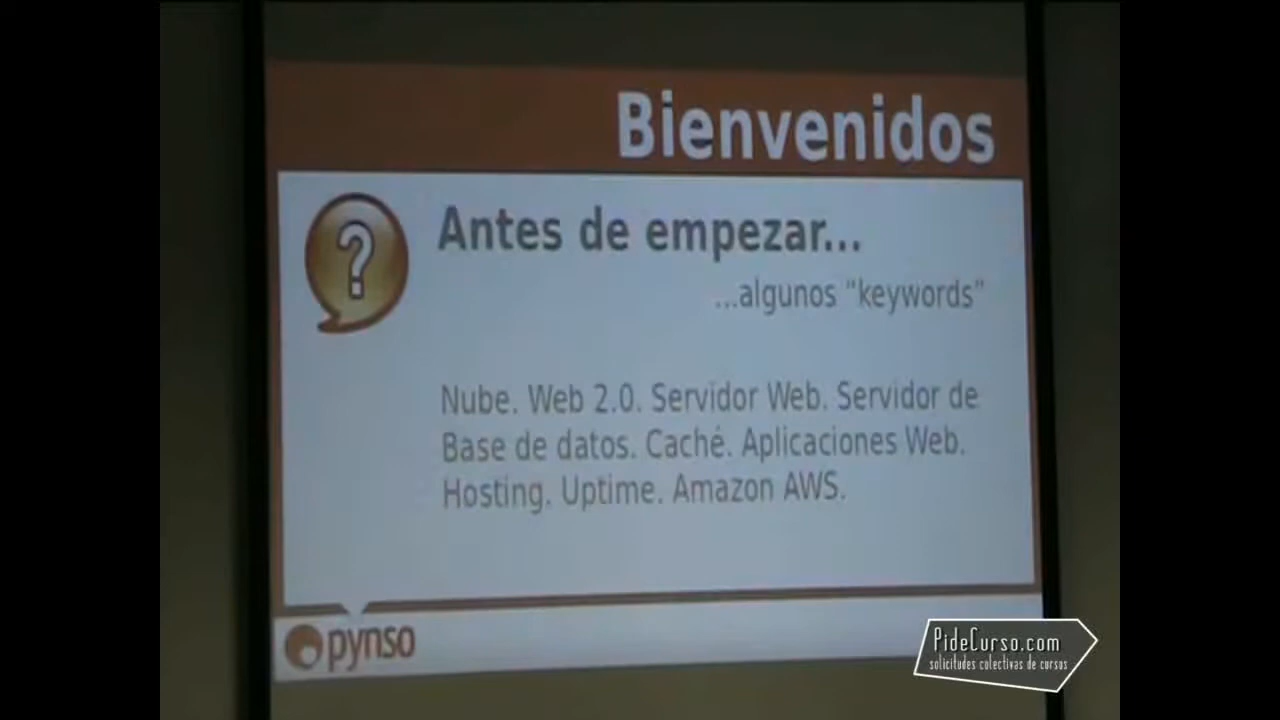 Bienvenidos
?
Antes de empezar...
...algunos "keywords"
Nube. Web 2.0. Servidor Web. Servidor de
Base de datos. Caché. Aplicaciones Web.
Hosting. Uptime. Amazon AWS.
pynso
PideCurso.com
solicitudes colectivas de cursos